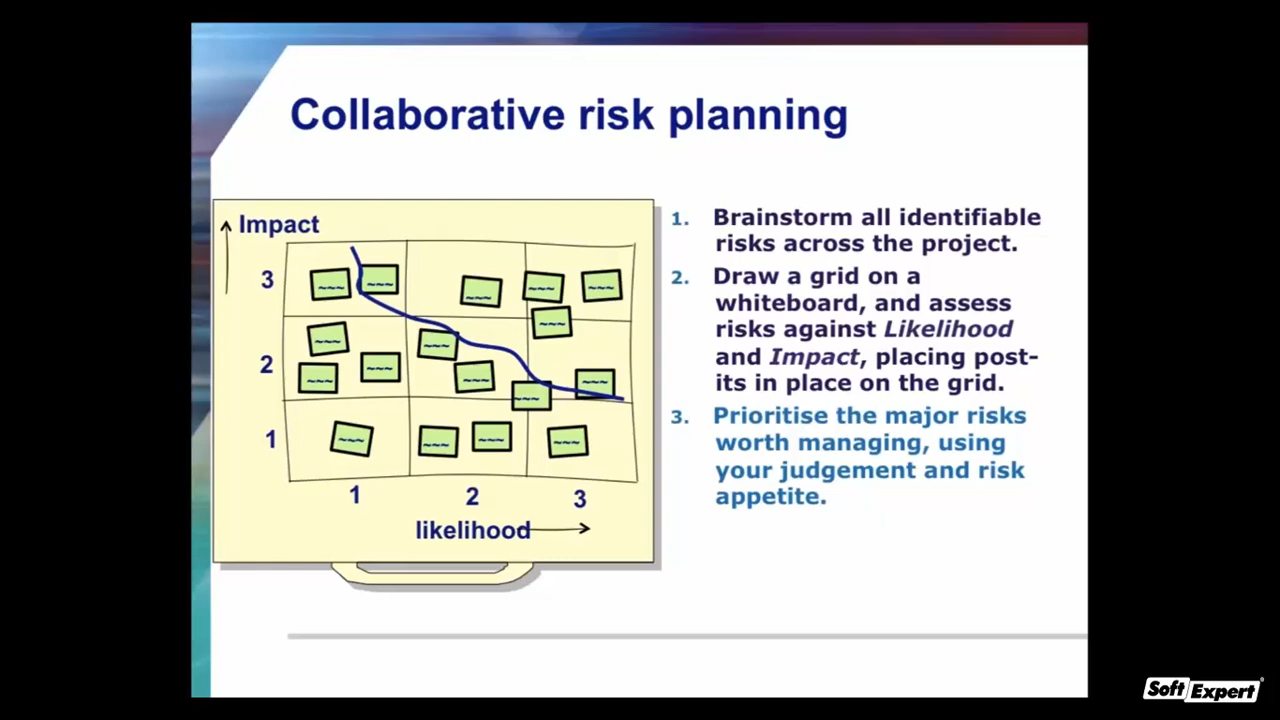 Collaborative risk planning
Impact
3
2
1
1 2 3
likelihood
1. Brainstorm all identifiable
risks across the project.
2. Draw a grid on a
whiteboard, and assess
risks against Likelihood
and Impact, placing post-
its in place on the grid.
3. Prioritise the major risks
worth managing, using
your judgement and risk
appetite.
SoftExpert®